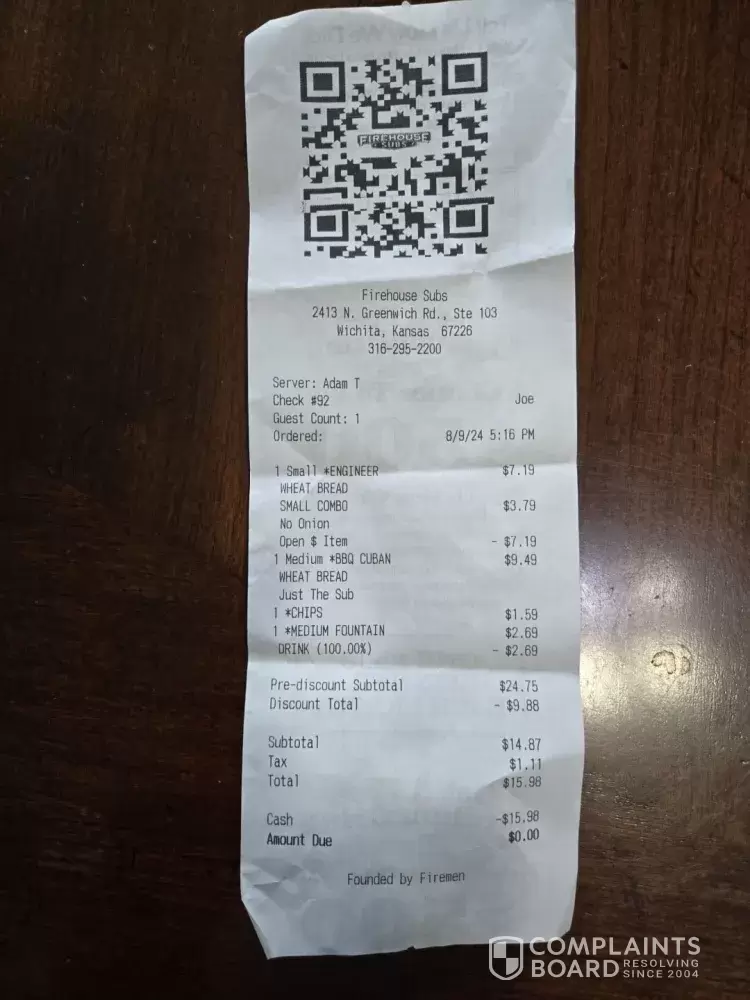 FIREHOUSE
SUBS
Firehouse Subs
2413 N. Greenwich Rd., Ste 103
Wichita, Kansas 67226
316-295-2200
Server: Adam T
Check #92 Joe
Guest Count: 1
Ordered: 8/9/24 5:16 PM
1 Small *ENGINEER $7.19
WHEAT BREAD
SMALL COMBO $3.79
No Onion
Open $ Item - $7.19
1 Medium *BBQ CUBAN $9.49
WHEAT BREAD
Just The Sub
1 *CHIPS $1.59
1 *MEDIUM FOUNTAIN $2.69
DRINK (100.00%) - $2.69
Pre-discount Subtotal $24.75
Discount Total - $9.88
Subtotal $14.87
Tax $1.11
Total $15.98
Cash -$15.98
Amount Due $0.00
Founded by Firemen
COMPLAINTS
BOARD RESOLVING
SINCE 2004